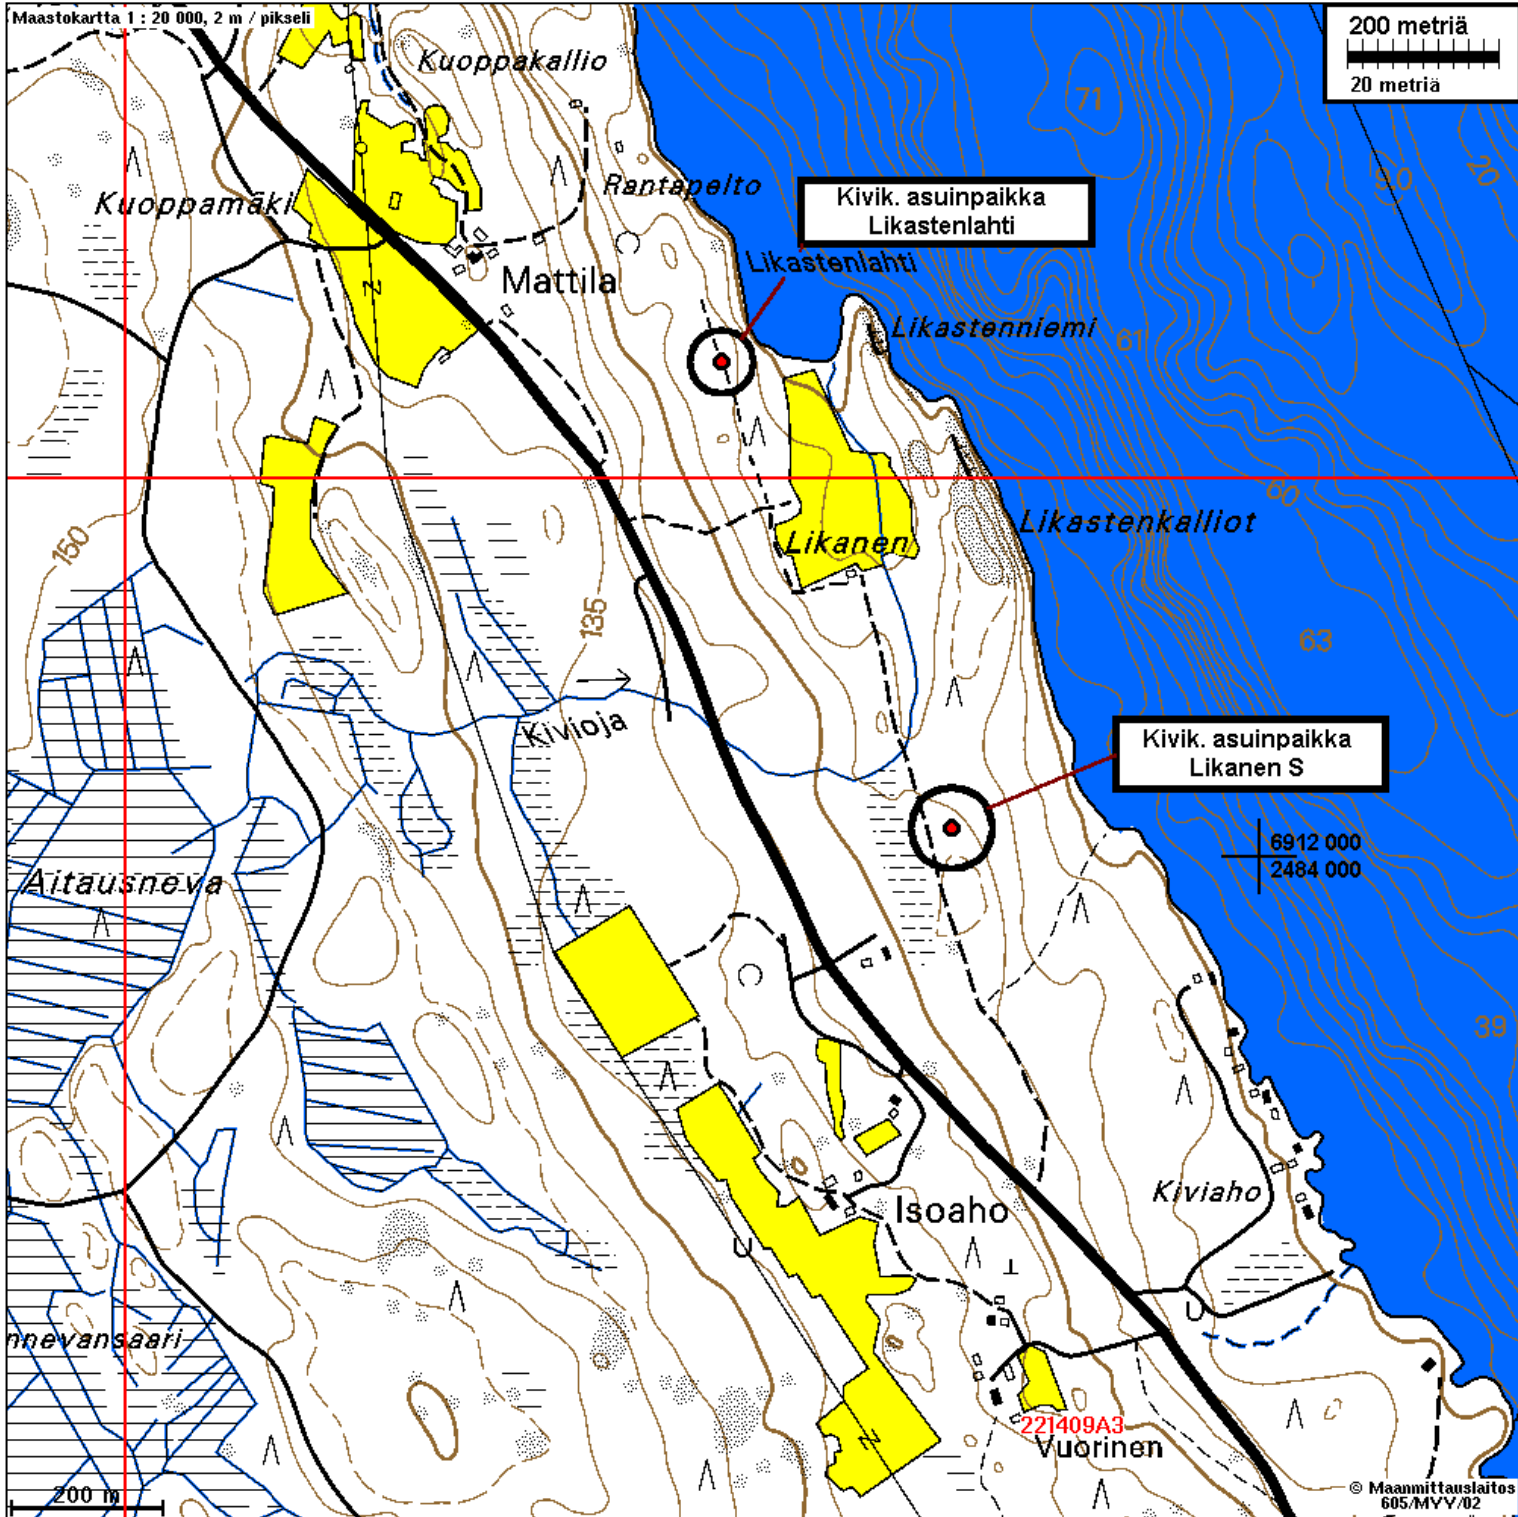 Maastokartta 1 : 20 000, 2 m / pikseli
200 metriä
20 metriä
Kuoppakallio
71
90
20
Rantapelto
Kuoppamäki
Kivik. asuinpaikka
Likastenlahti
Likastenlahti
Mattila
Z
Likastenniemi
61
60
Likastenkalliot
Likanen
150
135
63
Kivioja
Kivik. asuinpaikka
Likanen S
6912 000
2484 000
Aitausneva
39
Kiviaho
Isoaho
U
U
nnevansaari
221409A3
Vuorinen
Z
200 m
© Maanmittauslaitos
605/MYY/02